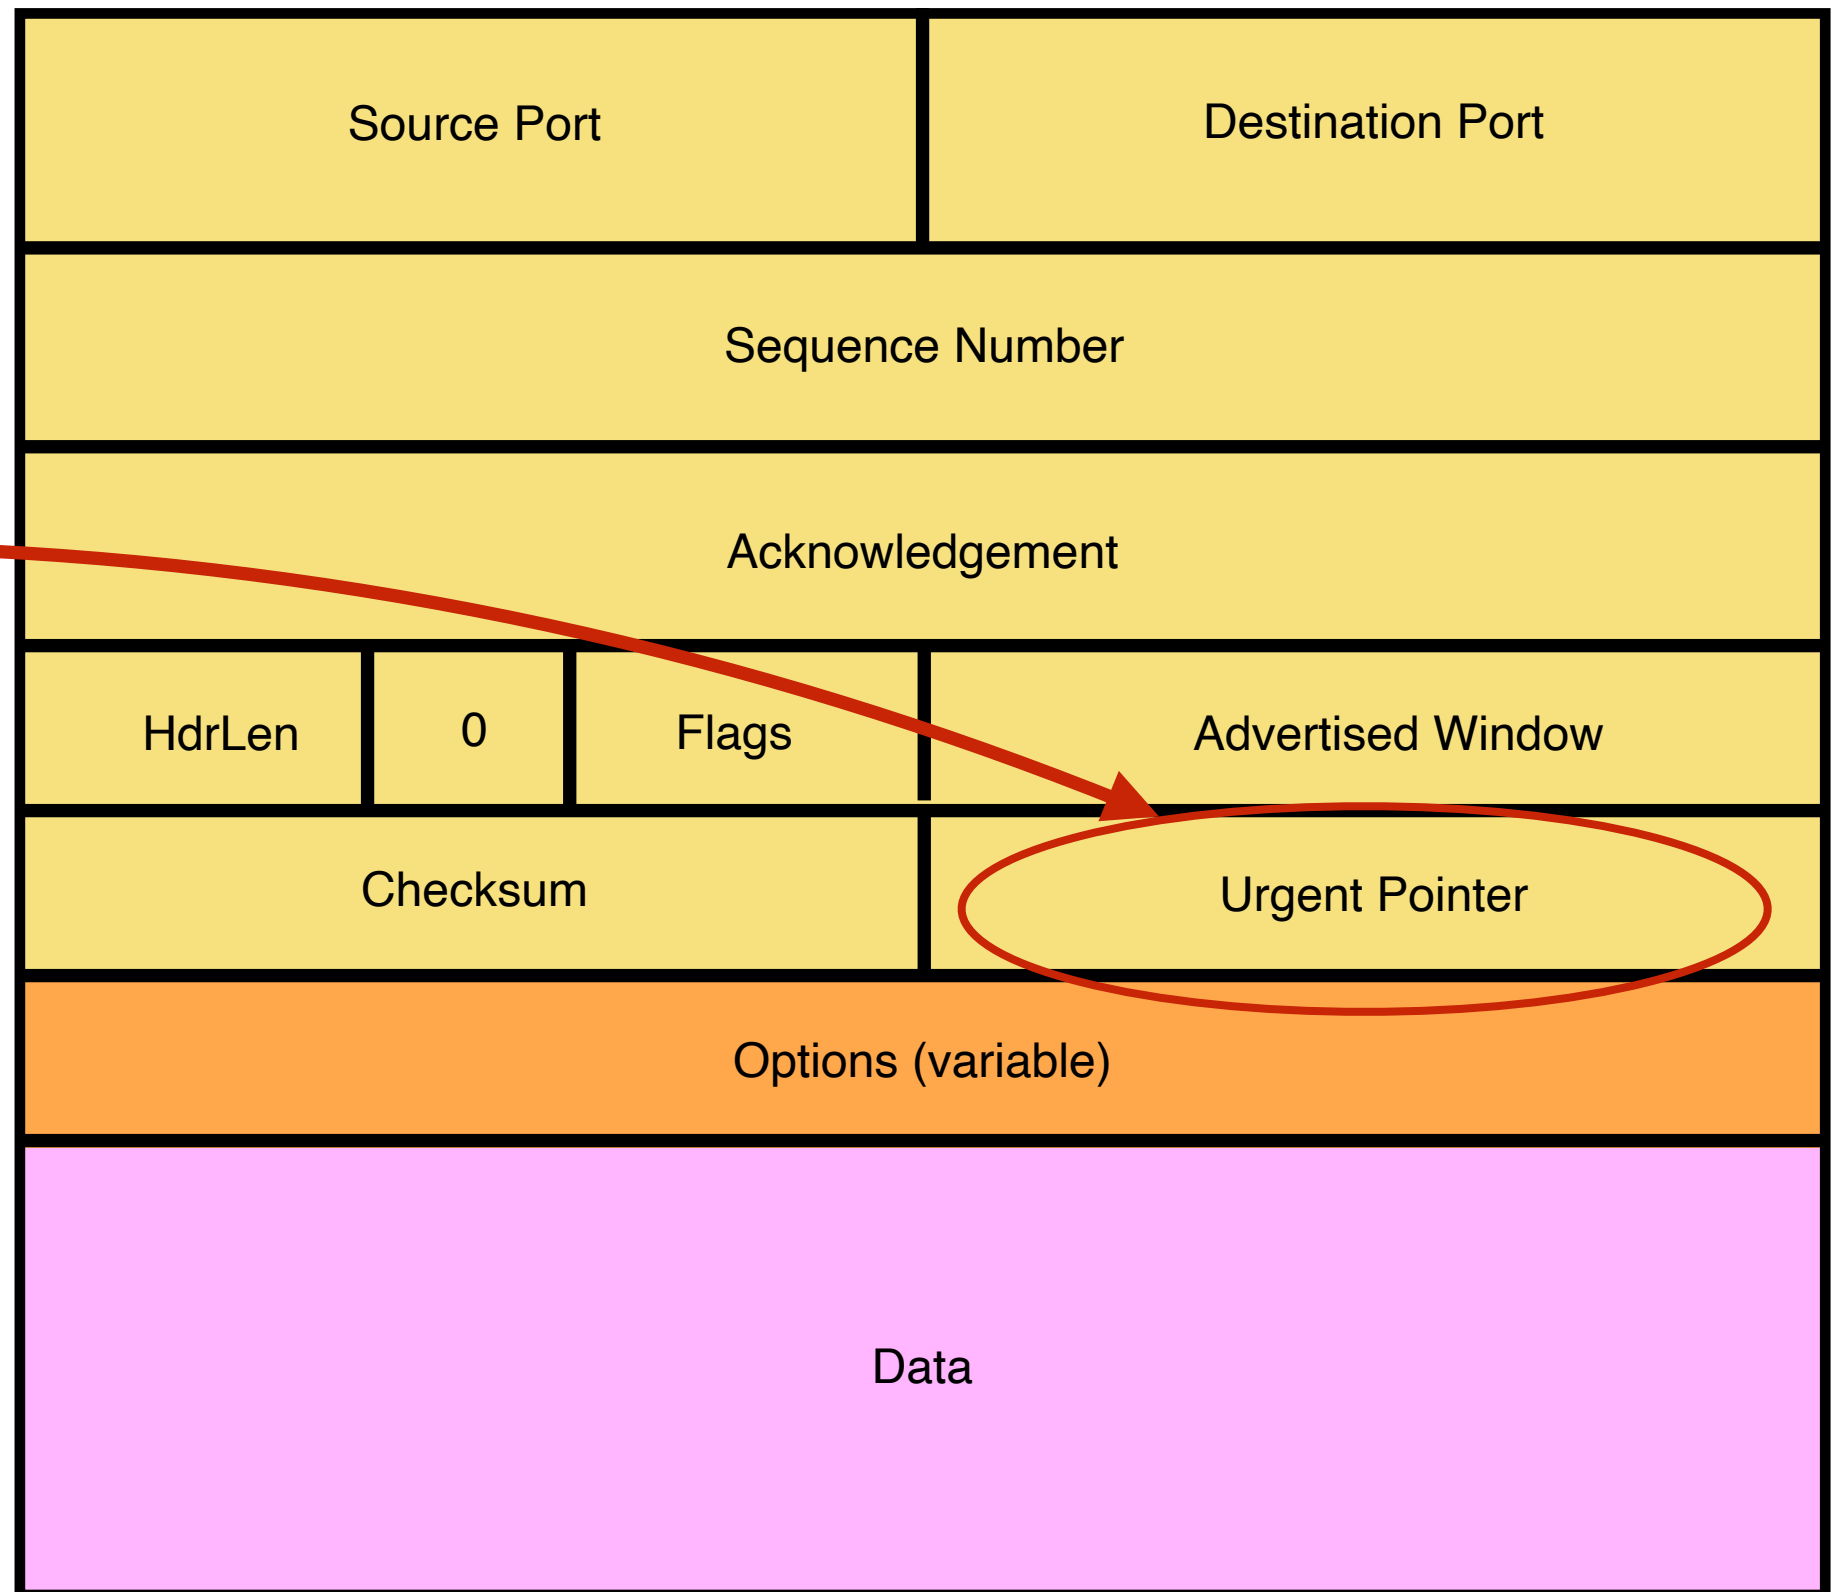 Source Port
Destination Port
Sequence Number
Acknowledgement
HdrLen
0
Flags
Advertised Window
Checksum
Urgent Pointer
Options (variable)
Data